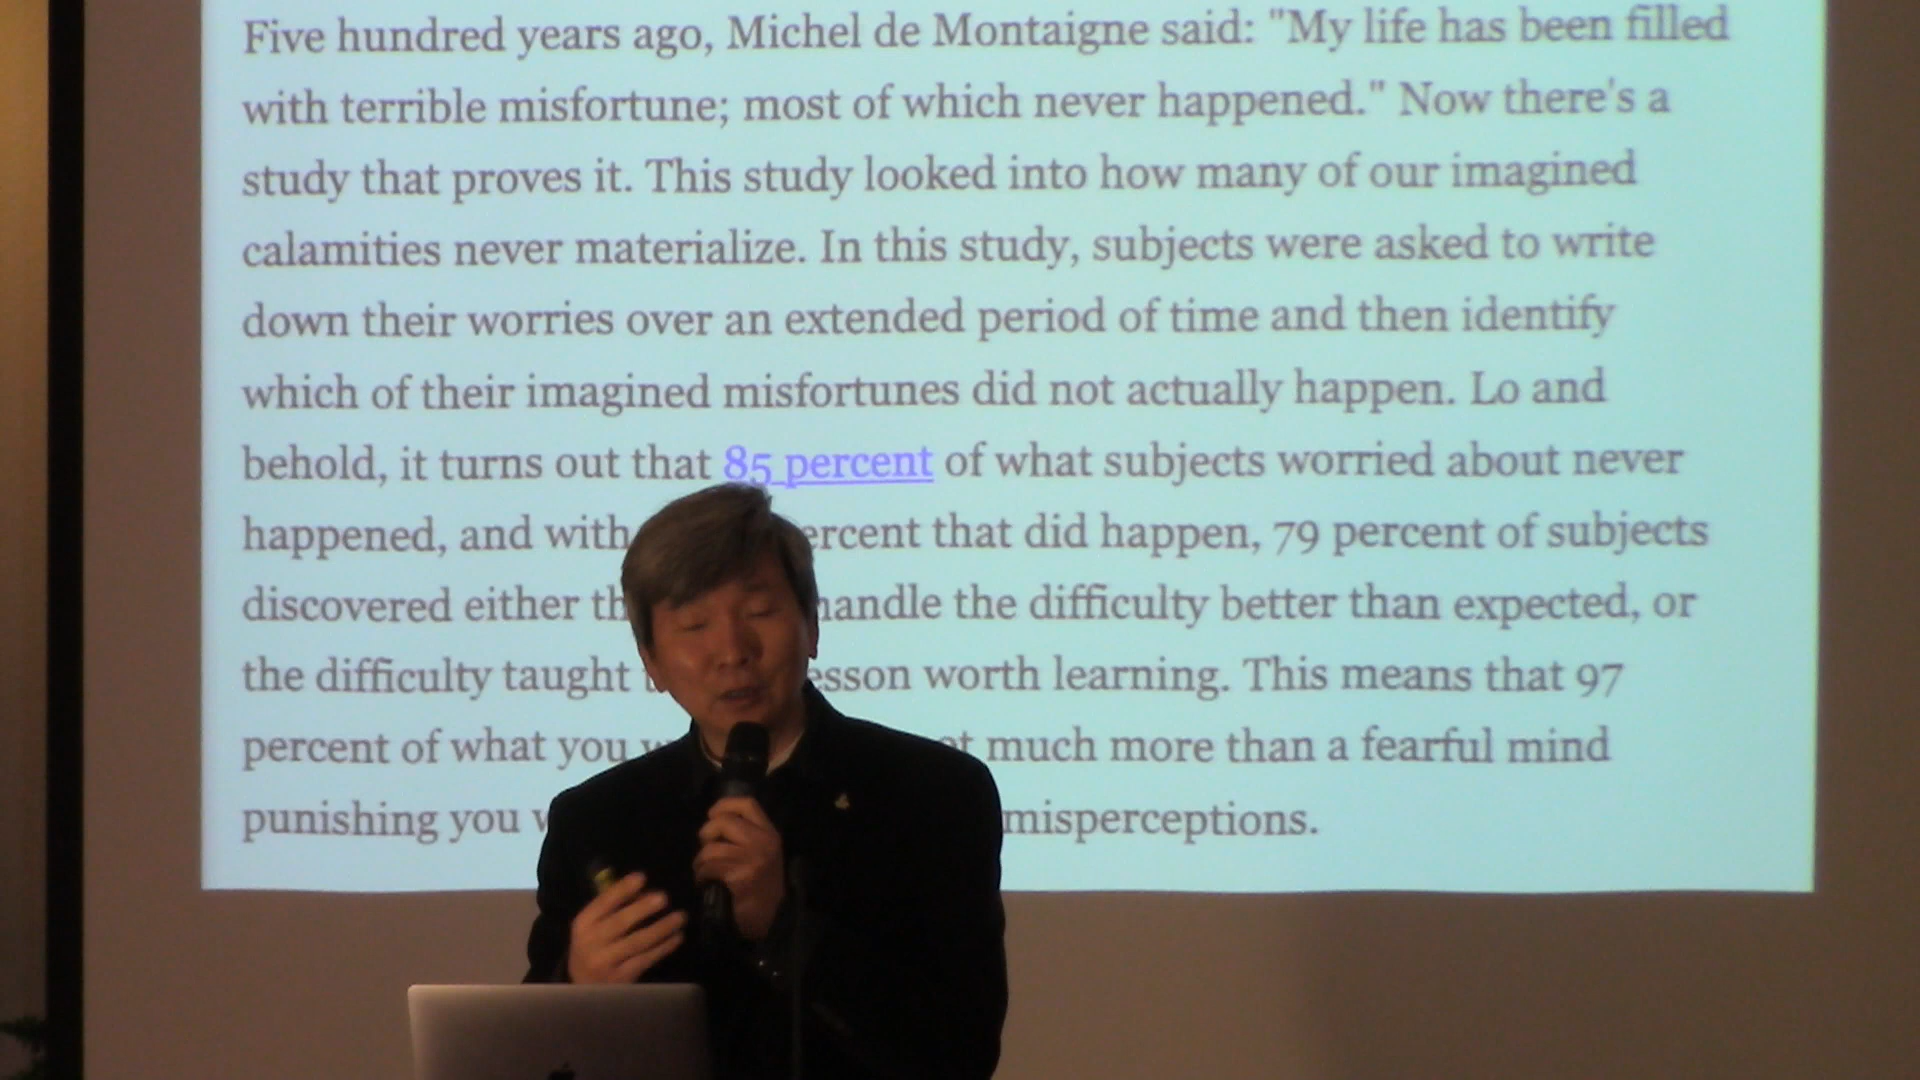 Five hundred years ago, Michel de Montaigne said: "My life has been filled
with terrible misfortune; most of which never happened." Now there's a
study that proves it. This study looked into how many of our imagined
calamities never materialize. In this study, subjects were asked to write
down their worries over an extended period of time and then identify
which of their imagined misfortunes did not actually happen. Lo and
behold, it turns out that 85 percent of what subjects worried about never
happened, and with that did happen, 79 percent of subjects
discovered either handle the difficulty better than expected, or
the difficulty taught worth learning. This means that 97
percent of what you much more than a fearful mind
punishing you misperceptions.